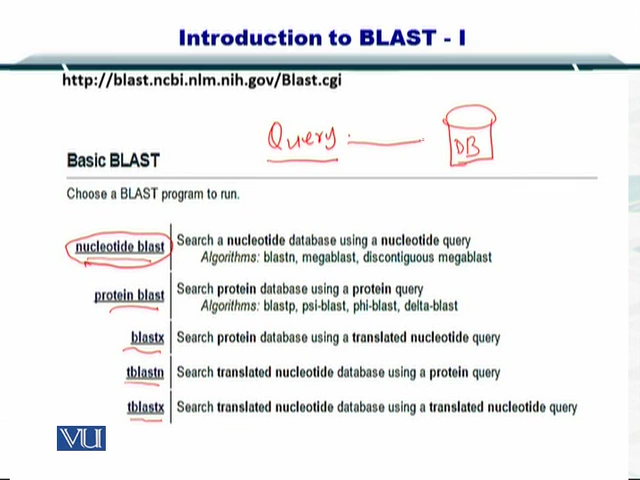 Introduction to BLAST - I
http://blast.ncbi.nlm.nih.gov/Blast.cgi
Query
DB
Basic BLAST
Choose a BLAST program to run.
nucleotide blast Search a nucleotide database using a nucleotide query
Algorithms: blastn, megablast, discontiguous megablast
protein blast Search protein database using a protein query
Algorithms: blastp, psi-blast, phi-blast, delta-blast
blastx Search protein database using a translated nucleotide query
tblastn Search translated nucleotide database using a protein query
tblastx Search translated nucleotide database using a translated nucleotide query
VU